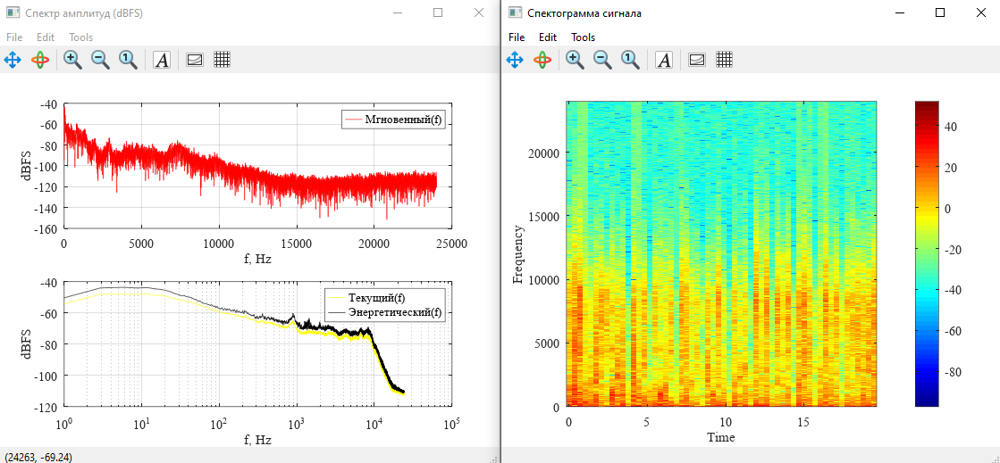 Спектр амплитуд (dBFS)
File Edit Tools
A
-40
-60
-80
-100
-120
-140
-160
dBFS
Мгновенный(f)
0 5000 10000 15000 20000 25000
f, Hz
-40
-60
-80
-100
-120
dBFS
Текущий(f)
Энергетический(f)
10^0 10^1 10^2 10^3 10^4 10^5
f, Hz
(24263, -69.24)
Спектограмма сигнала
File Edit Tools
A
20000
15000
10000
5000
0
Frequency
0 5 10 15
Time
40
20
0
-20
-40
-60
-80